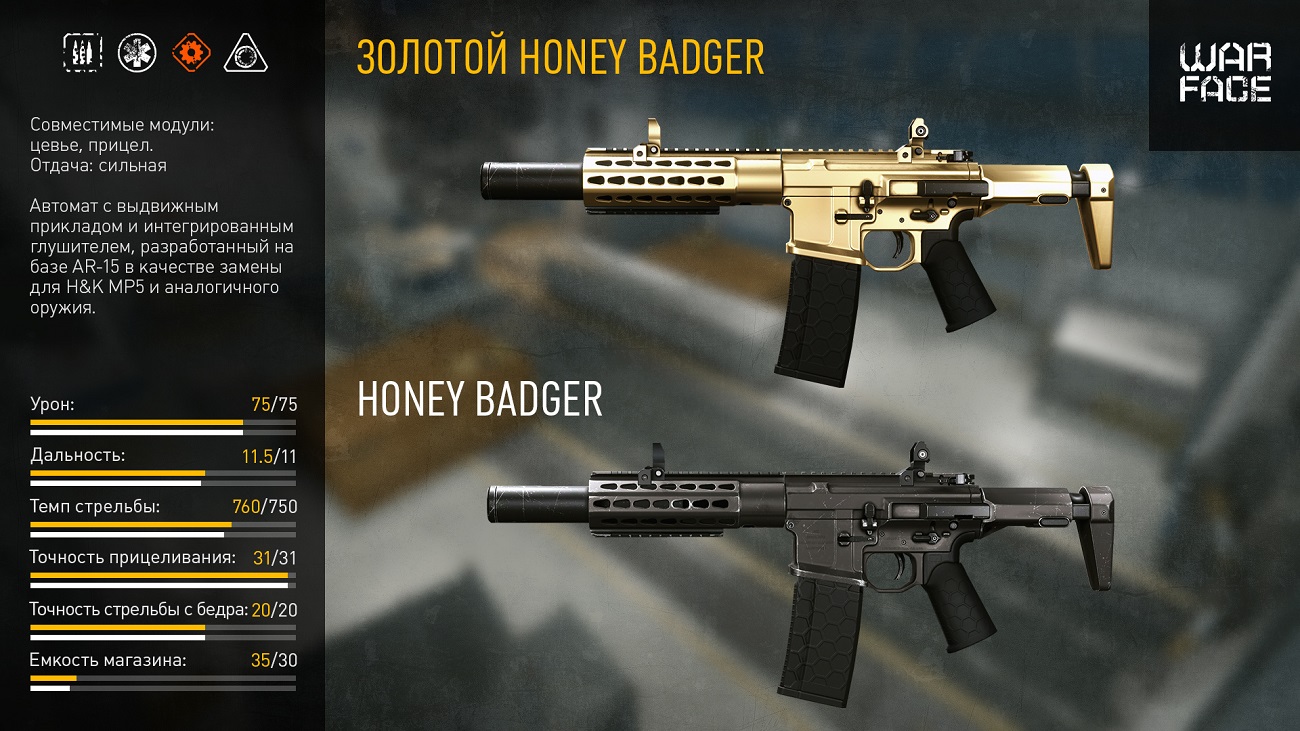 ЗОЛОТОЙ HONEY BADGER
WAR
FACE
Совместимые модули:
цевье, прицел.
Отдача: сильная
Автомат с выдвижным
прикладом и интегрированным
глушителем, разработанный на
базе AR-15 в качестве замены
для H&K MP5 и аналогичного
оружия.
HONEY BADGER
Урон: 75/75
Дальность: 11.5/11
Темп стрельбы: 760/750
Точность прицеливания: 31/31
Точность стрельбы с бедра: 20/20
Емкость магазина: 35/30